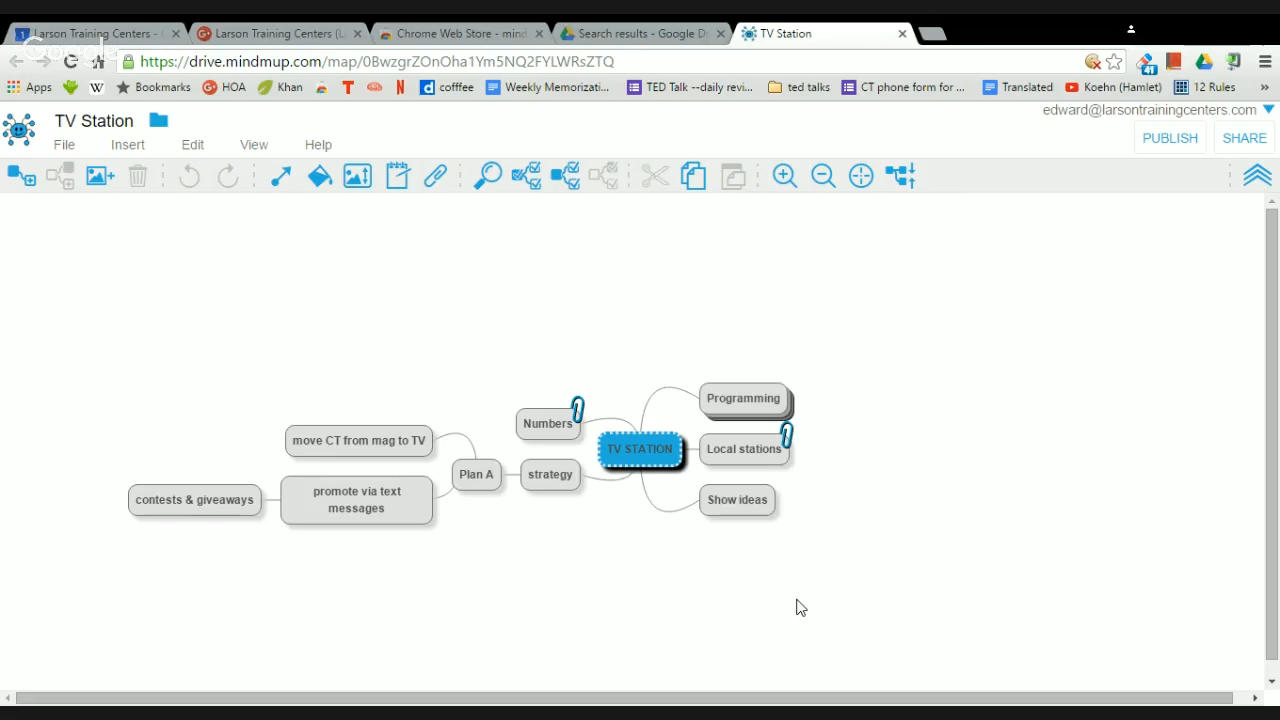 Larson Training Centers -
Larson Training Centers (L
Chrome Web Store - mind
Search results - Google D
TV Station
Google
https://drive.mindmup.com/map/0BwzgrZOnOha1Ym5NQ2FYLWRsZTQ
41
Apps
W
Bookmarks
HOA
Khan
T
N
cofffee
Weekly Memorizati...
TED Talk --daily revi...
ted talks
CT phone form for ...
Translated
Koehn (Hamlet)
12 Rules
»
edward@larsontrainingcenters.com
TV Station
File
Insert
Edit
View
Help
PUBLISH
SHARE
Programming
Numbers
move CT from mag to TV
TV STATION
Local stations
Plan A
strategy
promote via text
messages
contests & giveaways
Show ideas